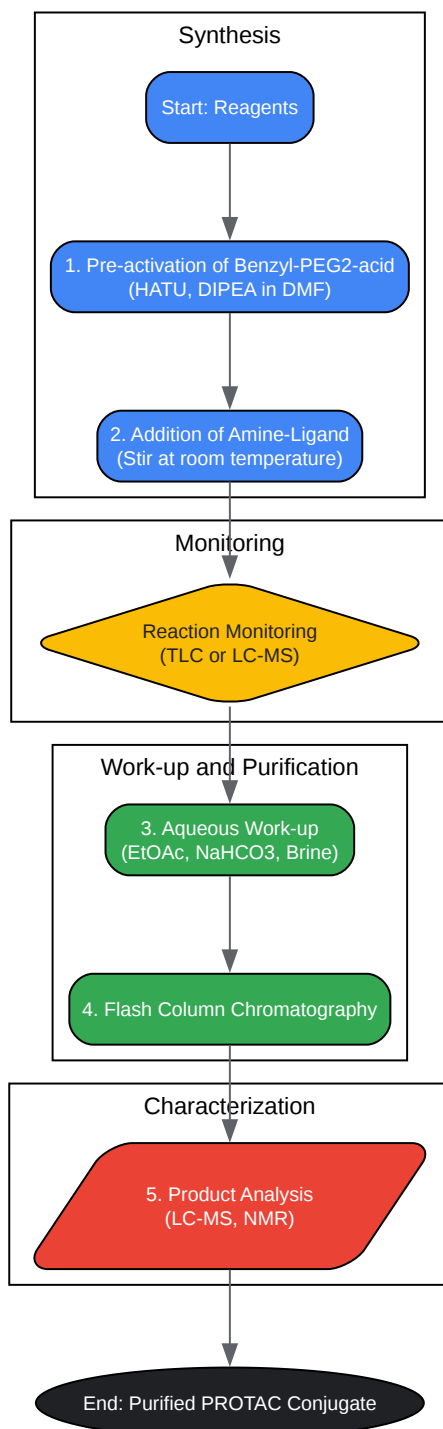 Synthesis
Start: Reagents
1. Pre-activation of Benzyl-PEG2-acid
(HATU, DIPEA in DMF)
2. Addition of Amine-Ligand
(Stir at room temperature)
Monitoring
Reaction Monitoring
(TLC or LC-MS)
Work-up and Purification
3. Aqueous Work-up
(EtOAc, NaHCO3, Brine)
4. Flash Column Chromatography
Characterization
5. Product Analysis
(LC-MS, NMR)
End: Purified PROTAC Conjugate